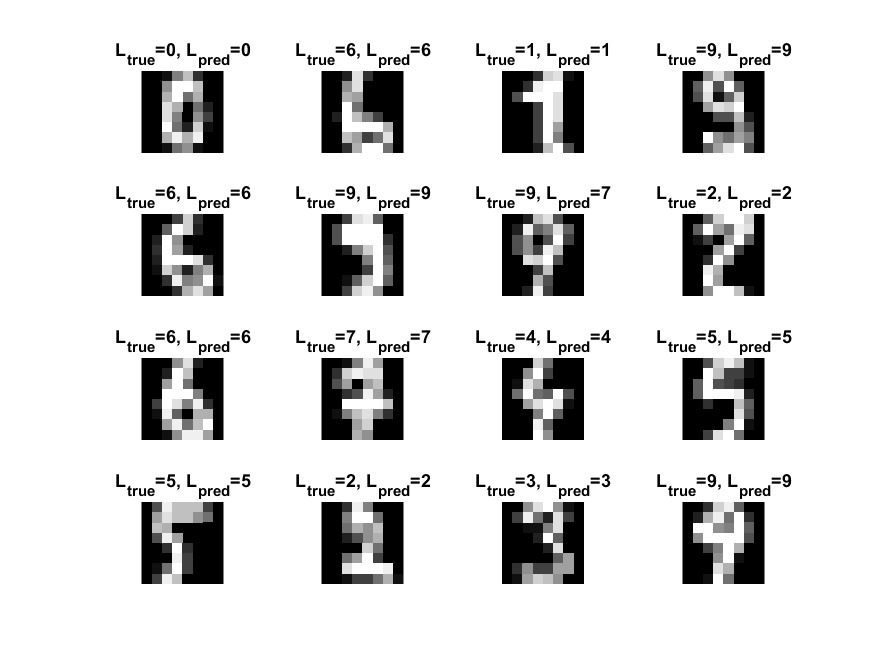 L_true=0, L_pred=0 L_true=6, L_pred=6 L_true=1, L_pred=1 L_true=9, L_pred=9
L_true=6, L_pred=6 L_true=9, L_pred=9 L_true=9, L_pred=7 L_true=2, L_pred=2
L_true=6, L_pred=6 L_true=7, L_pred=7 L_true=4, L_pred=4 L_true=5, L_pred=5
L_true=5, L_pred=5 L_true=2, L_pred=2 L_true=3, L_pred=3 L_true=9, L_pred=9